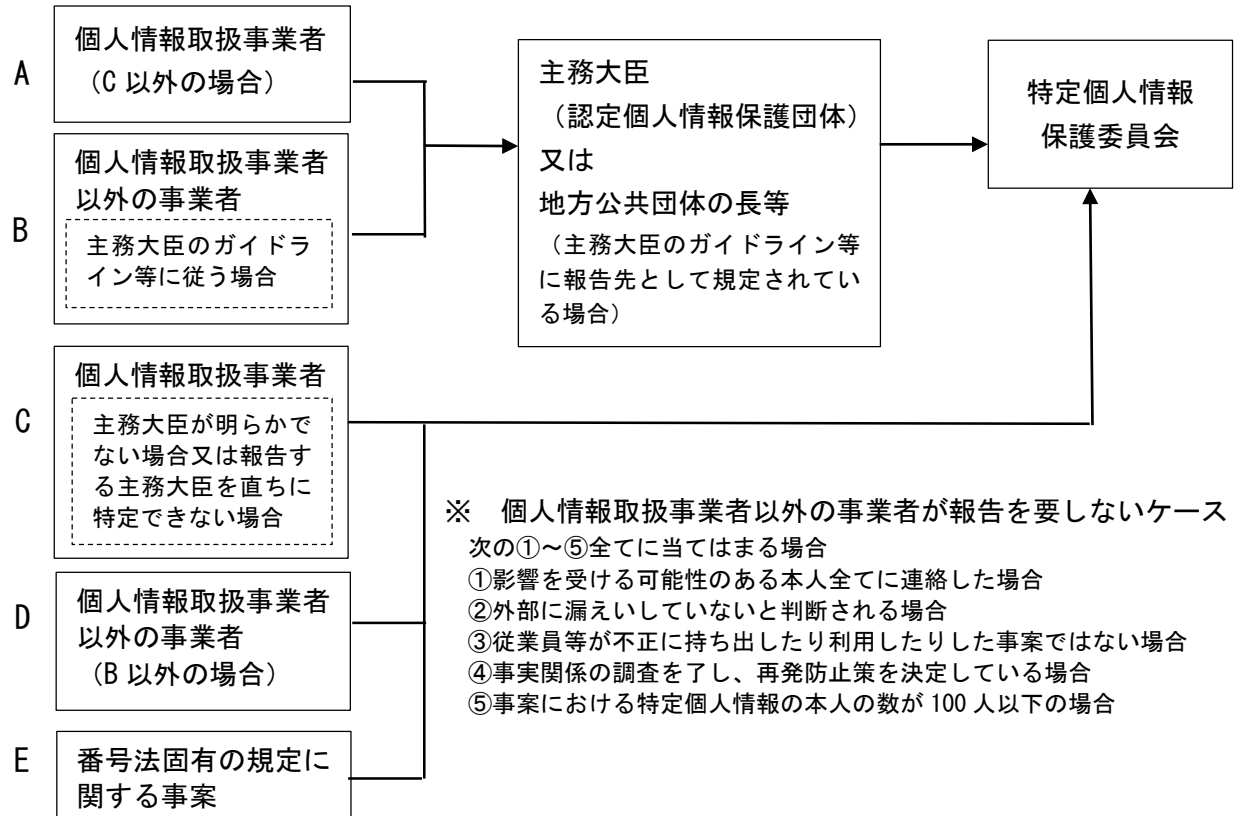 A
個人情報取扱事業者
（C 以外の場合）
B
個人情報取扱事業者
以外の事業者
主務大臣のガイドラ
イン等に従う場合
主務大臣
（認定個人情報保護団体）
又は
地方公共団体の長等
（主務大臣のガイドライン等
に報告先として規定されてい
る場合）
特定個人情報
保護委員会
C
個人情報取扱事業者
主務大臣が明らかで
ない場合又は報告す
る主務大臣を直ちに
特定できない場合
D
個人情報取扱事業者
以外の事業者
（B 以外の場合）
E
番号法固有の規定に
関する事案
※　個人情報取扱事業者以外の事業者が報告を要しないケース
次の①～⑤全てに当てはまる場合
①影響を受ける可能性のある本人全てに連絡した場合
②外部に漏えいしていないと判断される場合
③従業員等が不正に持ち出したり利用したりした事案ではない場合
④事実関係の調査を了し、再発防止策を決定している場合
⑤事案における特定個人情報の本人の数が 100 人以下の場合